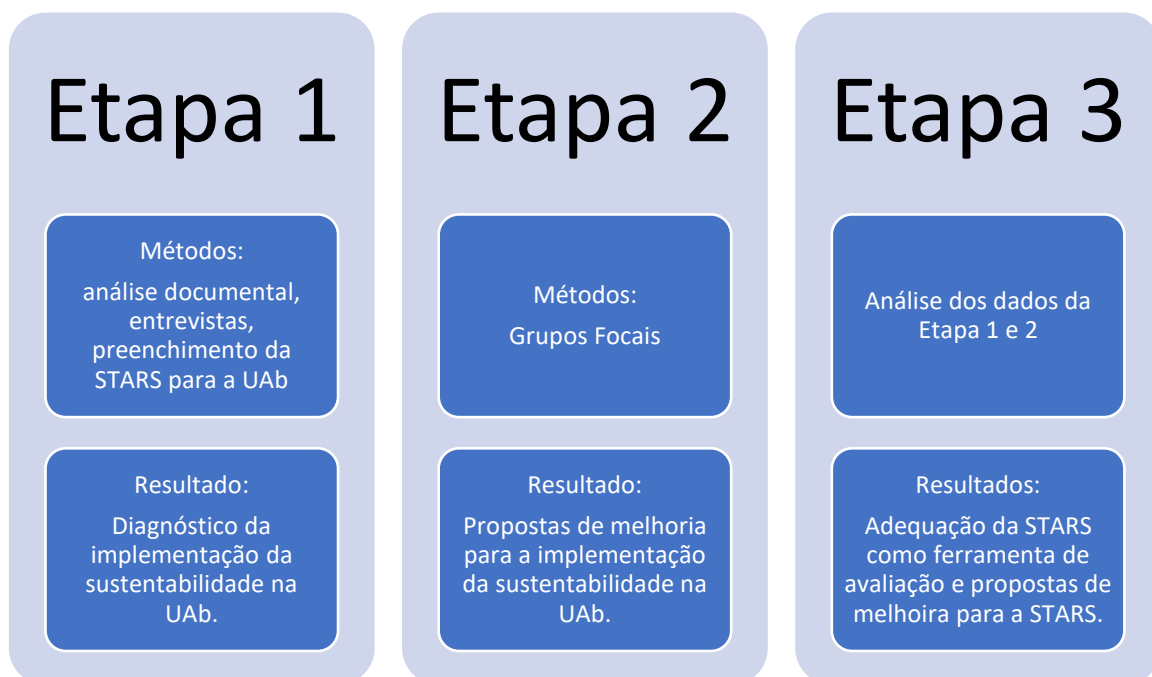 Etapa 1
Métodos:
análise documental,
entrevistas,
preenchimento da
STARS para a UAb
Resultado:
Diagnóstico da
implementação da
sustentabilidade na
UAb.
Etapa 2
Métodos:
Grupos Focais
Resultado:
Propostas de melhoria
para a implementação
da sustentabilidade na
UAb.
Etapa 3
Análise dos dados da
Etapa 1 e 2
Resultados:
Adequação da STARS
como ferramenta de
avaliação e propostas de
melhoira para a STARS.